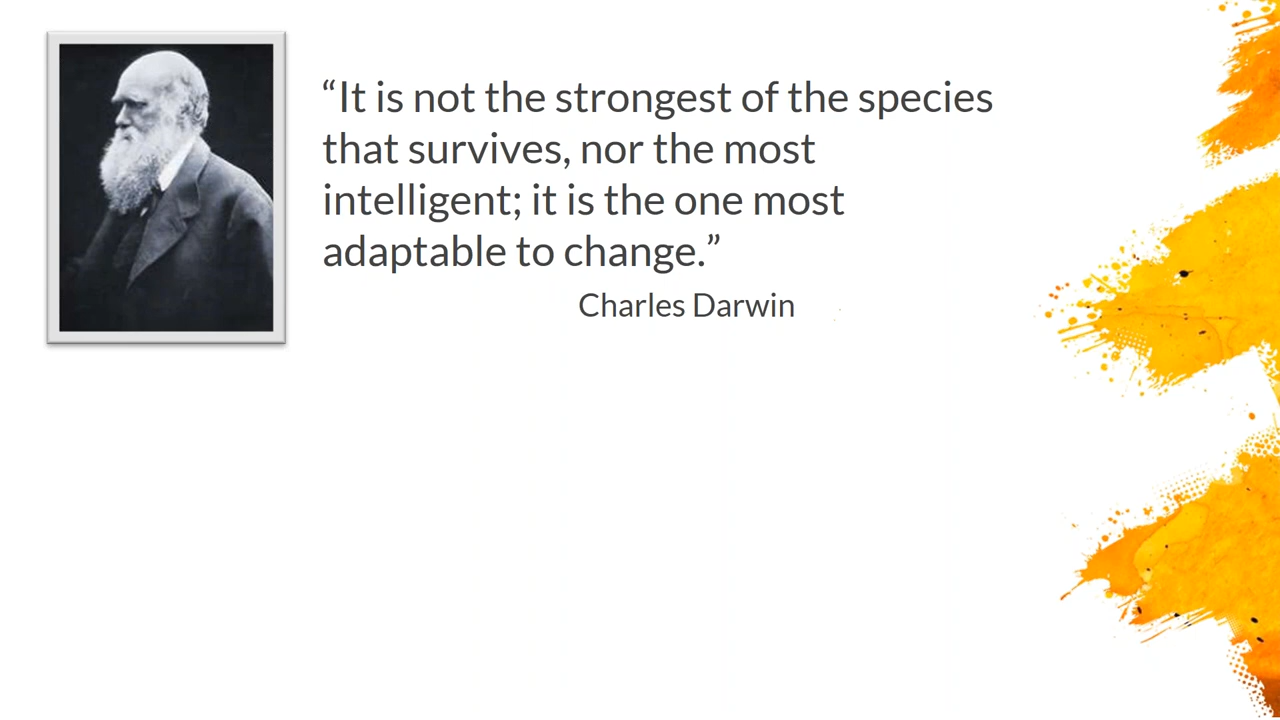 “It is not the strongest of the species
that survives, nor the most
intelligent; it is the one most
adaptable to change.”
Charles Darwin